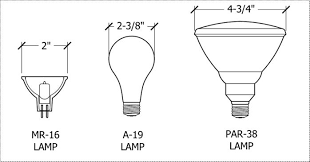 2"
2-3/8"
4-3/4"
MR-16
LAMP
A-19
LAMP
PAR-38
LAMP